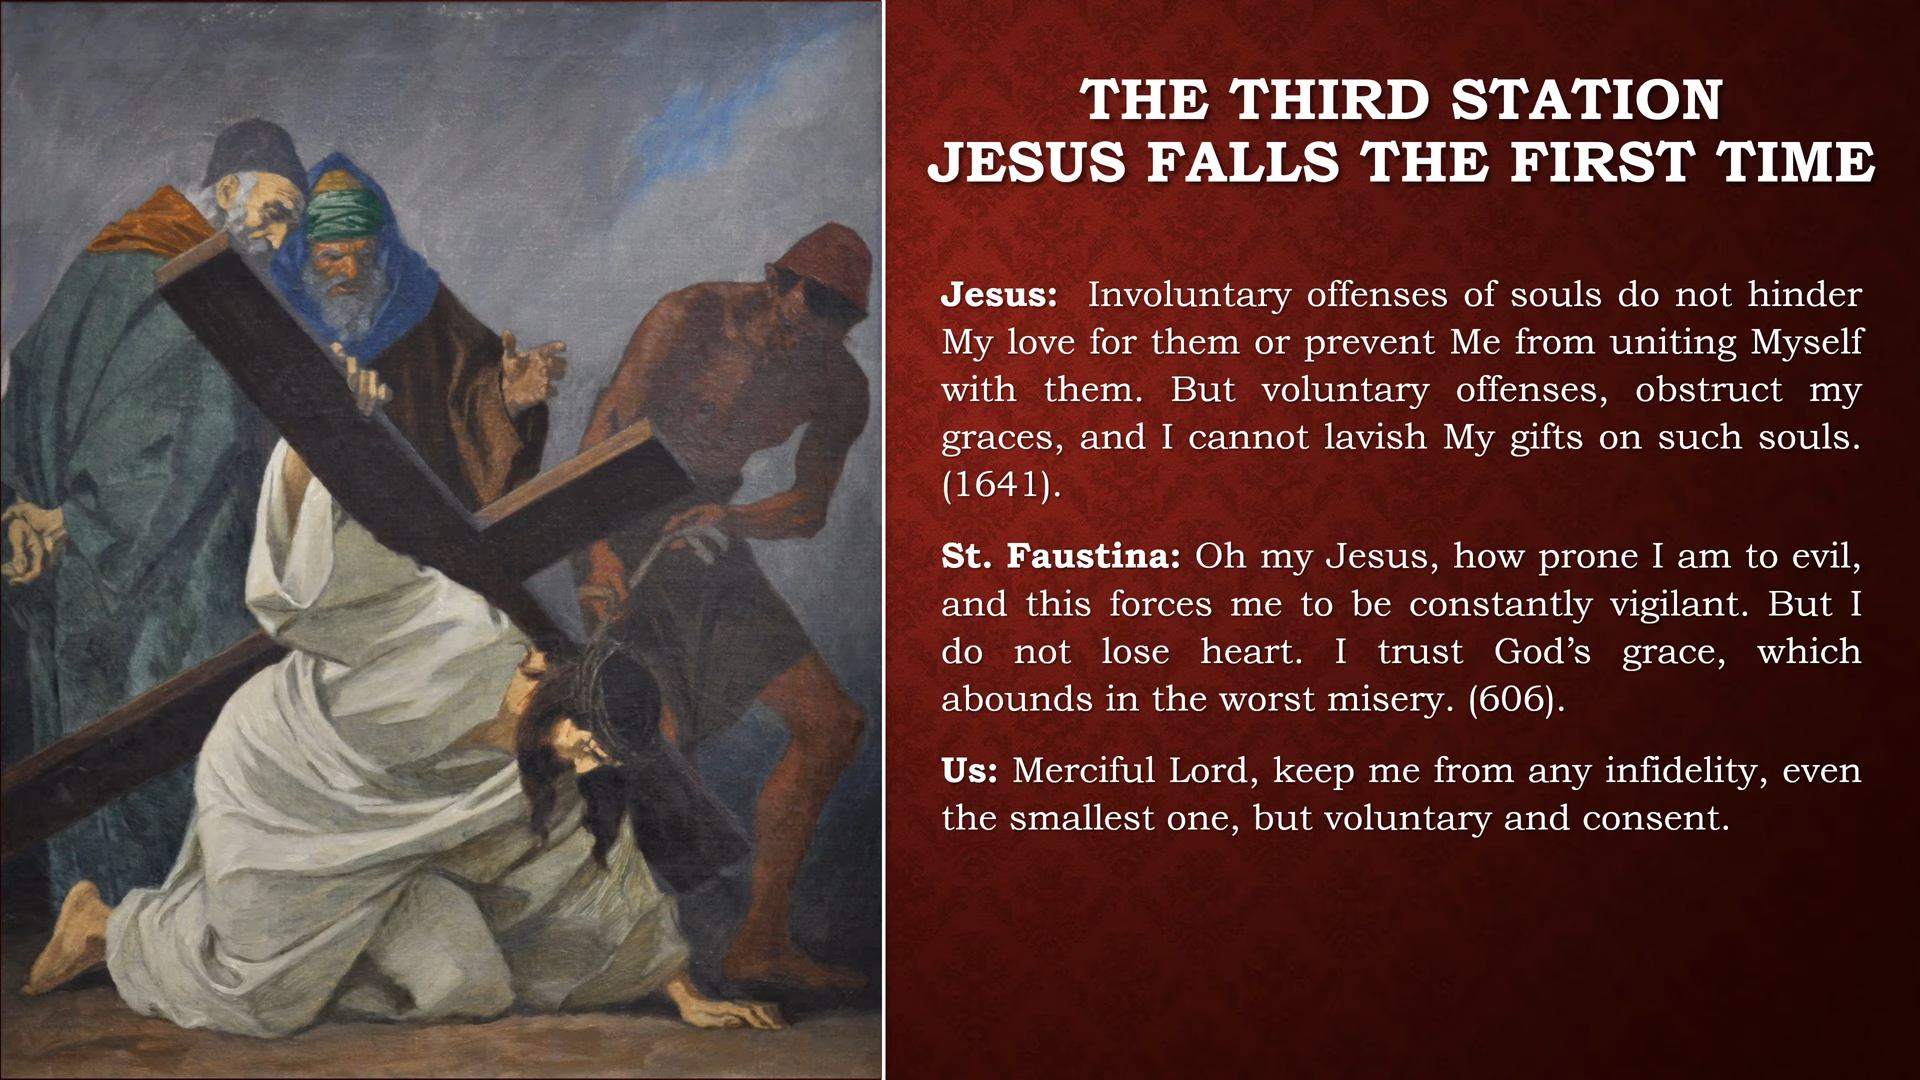 THE THIRD STATION
JESUS FALLS THE FIRST TIME
Jesus: Involuntary offenses of souls do not hinder
My love for them or prevent Me from uniting Myself
with them. But voluntary offenses, obstruct my
graces, and I cannot lavish My gifts on such souls.
(1641).
St. Faustina: Oh my Jesus, how prone I am to evil,
and this forces me to be constantly vigilant. But I
do not lose heart. I trust God’s grace, which
abounds in the worst misery. (606).
Us: Merciful Lord, keep me from any infidelity, even
the smallest one, but voluntary and consent.